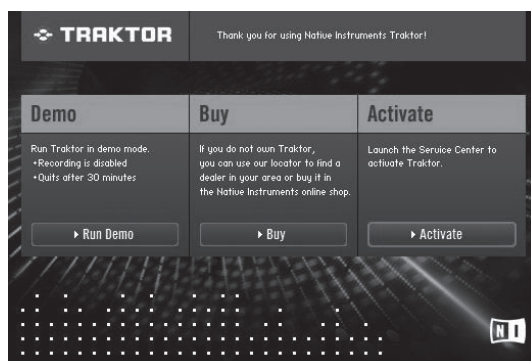 TRAKTOR
Thank you for using Native Instruments Traktor!
Demo
Run Traktor in demo mode.
•Recording is disabled
•Quits after 30 minutes
Run Demo
Buy
If you do not own Traktor,
you can use our locator to find a
dealer in your area or buy it in
the Native Instruments online shop.
Buy
Activate
Launch the Service Center to
activate Traktor.
Activate
NI